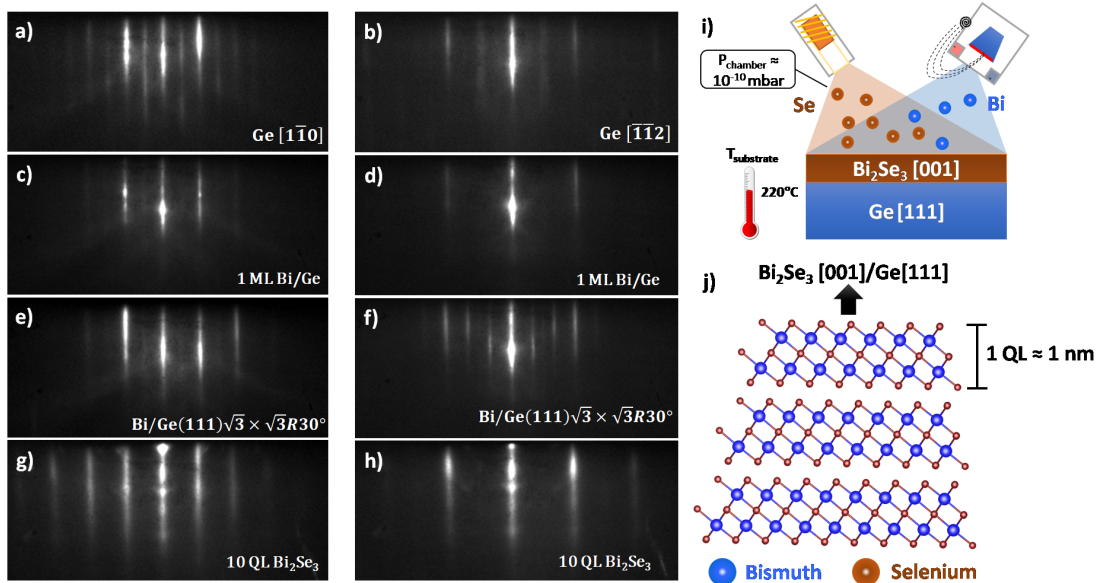 a)
Ge [11̅0]
b)
Ge [1̅1̅2]
c)
1 ML Bi/Ge
d)
1 ML Bi/Ge
e)
Bi/Ge(111)√3 × √3R30°
f)
Bi/Ge(111)√3 × √3R30°
g)
10 QL Bi₂Se₃
h)
10 QL Bi₂Se₃
i)
P_chamber ≈
10⁻¹⁰ mbar
Se
Bi
T_substrate
220°C
Bi₂Se₃ [001]
Ge [111]
j)
Bi₂Se₃ [001]/Ge[111]
1 QL ≈ 1 nm
Bismuth
Selenium